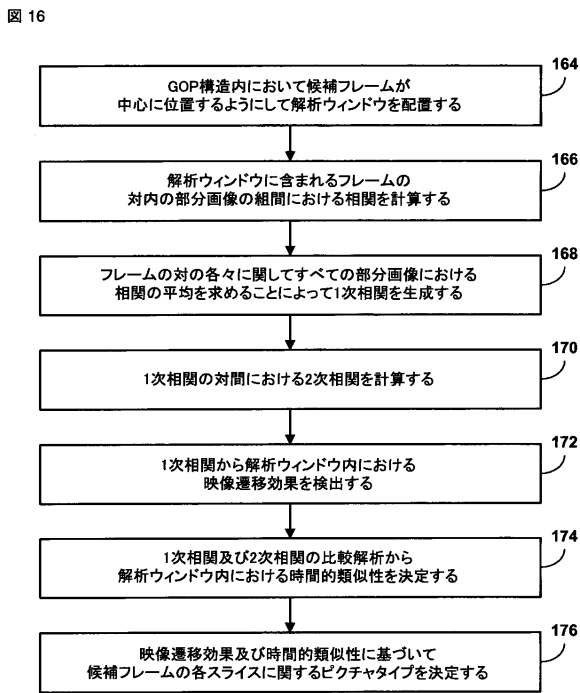 図 16
164
GOP構造内において候補フレームが
中心に位置するようにして解析ウィンドウを配置する
166
解析ウィンドウに含まれるフレームの
対内の部分画像の組間における相関を計算する
168
フレームの対の各々に関してすべての部分画像における
相関の平均を求めることによって1次相関を生成する
170
1次相関の対間における2次相関を計算する
172
1次相関から解析ウィンドウ内における
映像遷移効果を検出する
174
1次相関及び2次相関の比較解析から
解析ウィンドウ内における時間的類似性を決定する
176
映像遷移効果及び時間的類似性に基づいて
候補フレームの各スライスに関するピクチャタイプを決定する